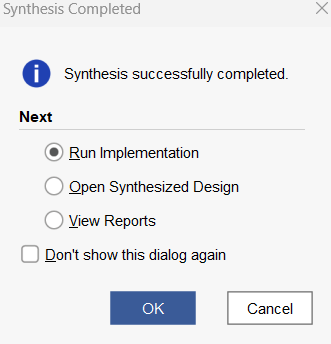 Synthesis Completed
Synthesis successfully completed.
Next
Run Implementation
Open Synthesized Design
View Reports
Don't show this dialog again
OK
Cancel